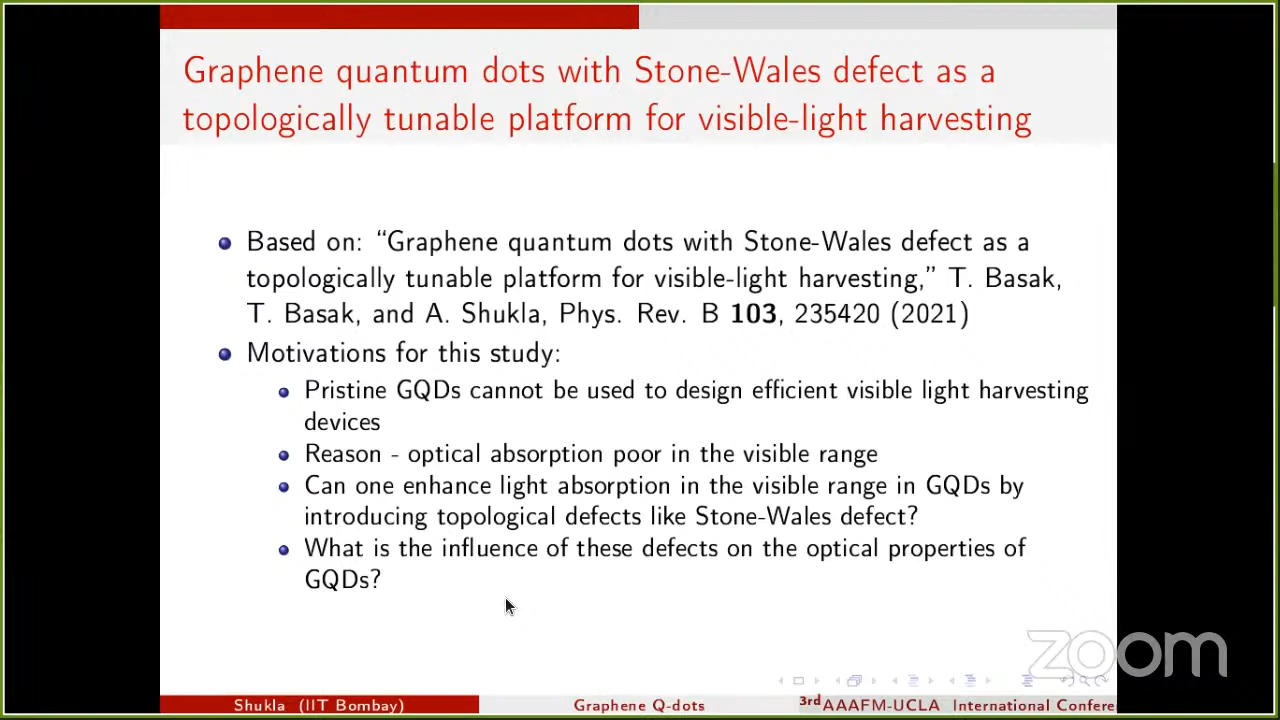 Graphene quantum dots with Stone-Wales defect as a
topologically tunable platform for visible-light harvesting
Based on: “Graphene quantum dots with Stone-Wales defect as a
topologically tunable platform for visible-light harvesting,” T. Basak,
T. Basak, and A. Shukla, Phys. Rev. B 103, 235420 (2021)
Motivations for this study:
Pristine GQDs cannot be used to design efficient visible light harvesting
devices
Reason - optical absorption poor in the visible range
Can one enhance light absorption in the visible range in GQDs by
introducing topological defects like Stone-Wales defect?
What is the influence of these defects on the optical properties of
GQDs?
zoom
Shukla (IIT Bombay) Graphene Q-dots 3rd AAAFM-UCLA International Confere